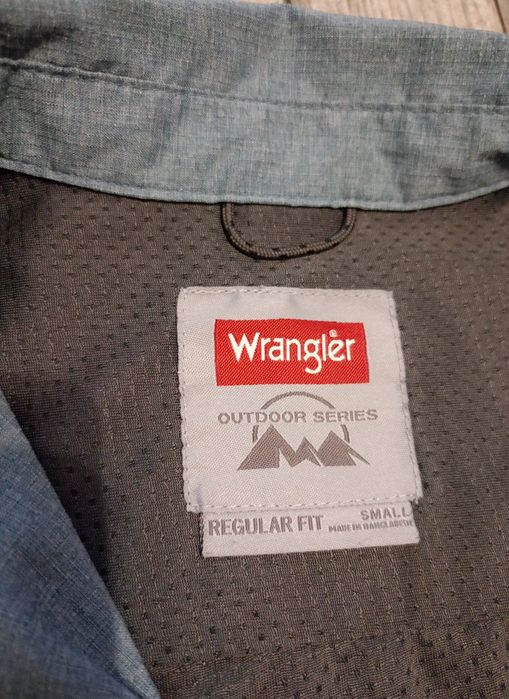 Wrangler®
OUTDOOR SERIES
REGULAR FIT
SMALL
MADE IN BANGLADESH